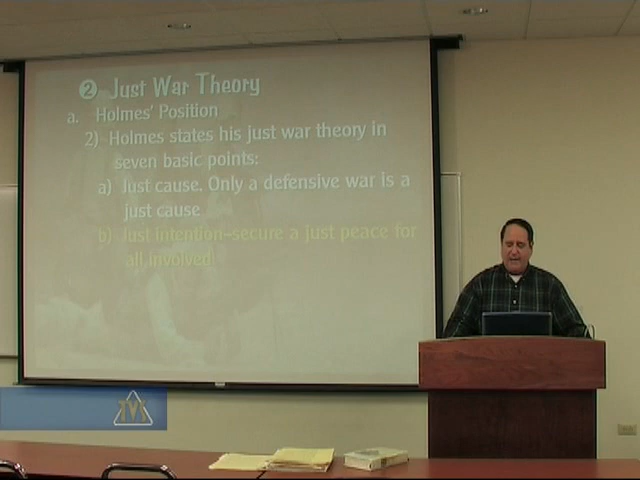 ❷ Just War Theory
a. Holmes' Position
2) Holmes states his just war theory in
seven basic points:
a) Just cause. Only a defensive war is a
just cause
b) Just intention–secure a just peace for
all involved.